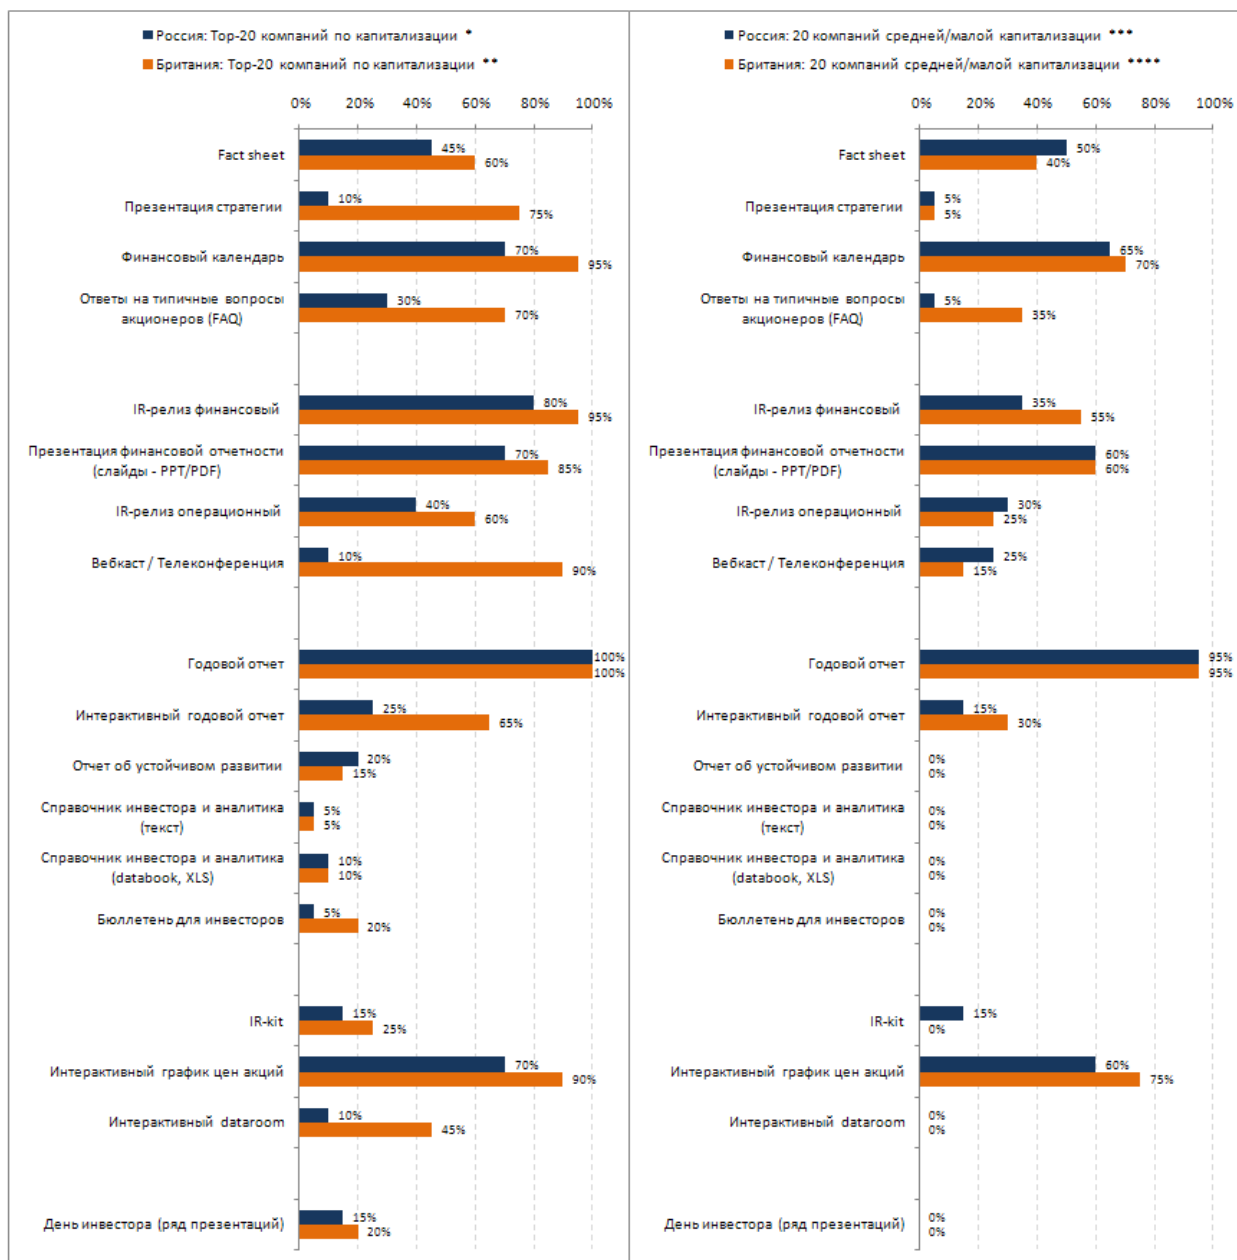 Россия: Top-20 компаний по капитализации *
Британия: Top-20 компаний по капитализации **
0% 20% 40% 60% 80% 100%
Fact sheet
45%
60%
Презентация стратегии
10%
75%
Финансовый календарь
70%
95%
Ответы на типичные вопросы
акционеров (FAQ)
30%
70%
IR-релиз финансовый
80%
95%
Презентация финансовой отчетности
(слайды - PPT/PDF)
70%
85%
IR-релиз операционный
40%
60%
Вебкаст / Телеконференция
10%
90%
Годовой отчет
100%
100%
Интерактивный годовой отчет
25%
65%
Отчет об устойчивом развитии
20%
15%
Справочник инвестора и аналитика
(текст)
5%
5%
Справочник инвестора и аналитика
(databook, XLS)
10%
10%
Бюллетень для инвесторов
5%
20%
IR-kit
15%
25%
Интерактивный график цен акций
70%
90%
Интерактивный dataroom
10%
45%
День инвестора (ряд презентаций)
15%
20%
Россия: 20 компаний средней/малой капитализации ***
Британия: 20 компаний средней/малой капитализации ****
0% 20% 40% 60% 80% 100%
Fact sheet
50%
40%
Презентация стратегии
5%
5%
Финансовый календарь
65%
70%
Ответы на типичные вопросы
акционеров (FAQ)
5%
35%
IR-релиз финансовый
35%
55%
Презентация финансовой отчетности
(слайды - PPT/PDF)
60%
60%
IR-релиз операционный
30%
25%
Вебкаст / Телеконференция
25%
15%
Годовой отчет
95%
95%
Интерактивный годовой отчет
15%
30%
Отчет об устойчивом развитии
0%
0%
Справочник инвестора и аналитика
(текст)
0%
0%
Справочник инвестора и аналитика
(databook, XLS)
0%
0%
Бюллетень для инвесторов
0%
0%
IR-kit
15%
0%
Интерактивный график цен акций
60%
75%
Интерактивный dataroom
0%
0%
День инвестора (ряд презентаций)
0%
0%